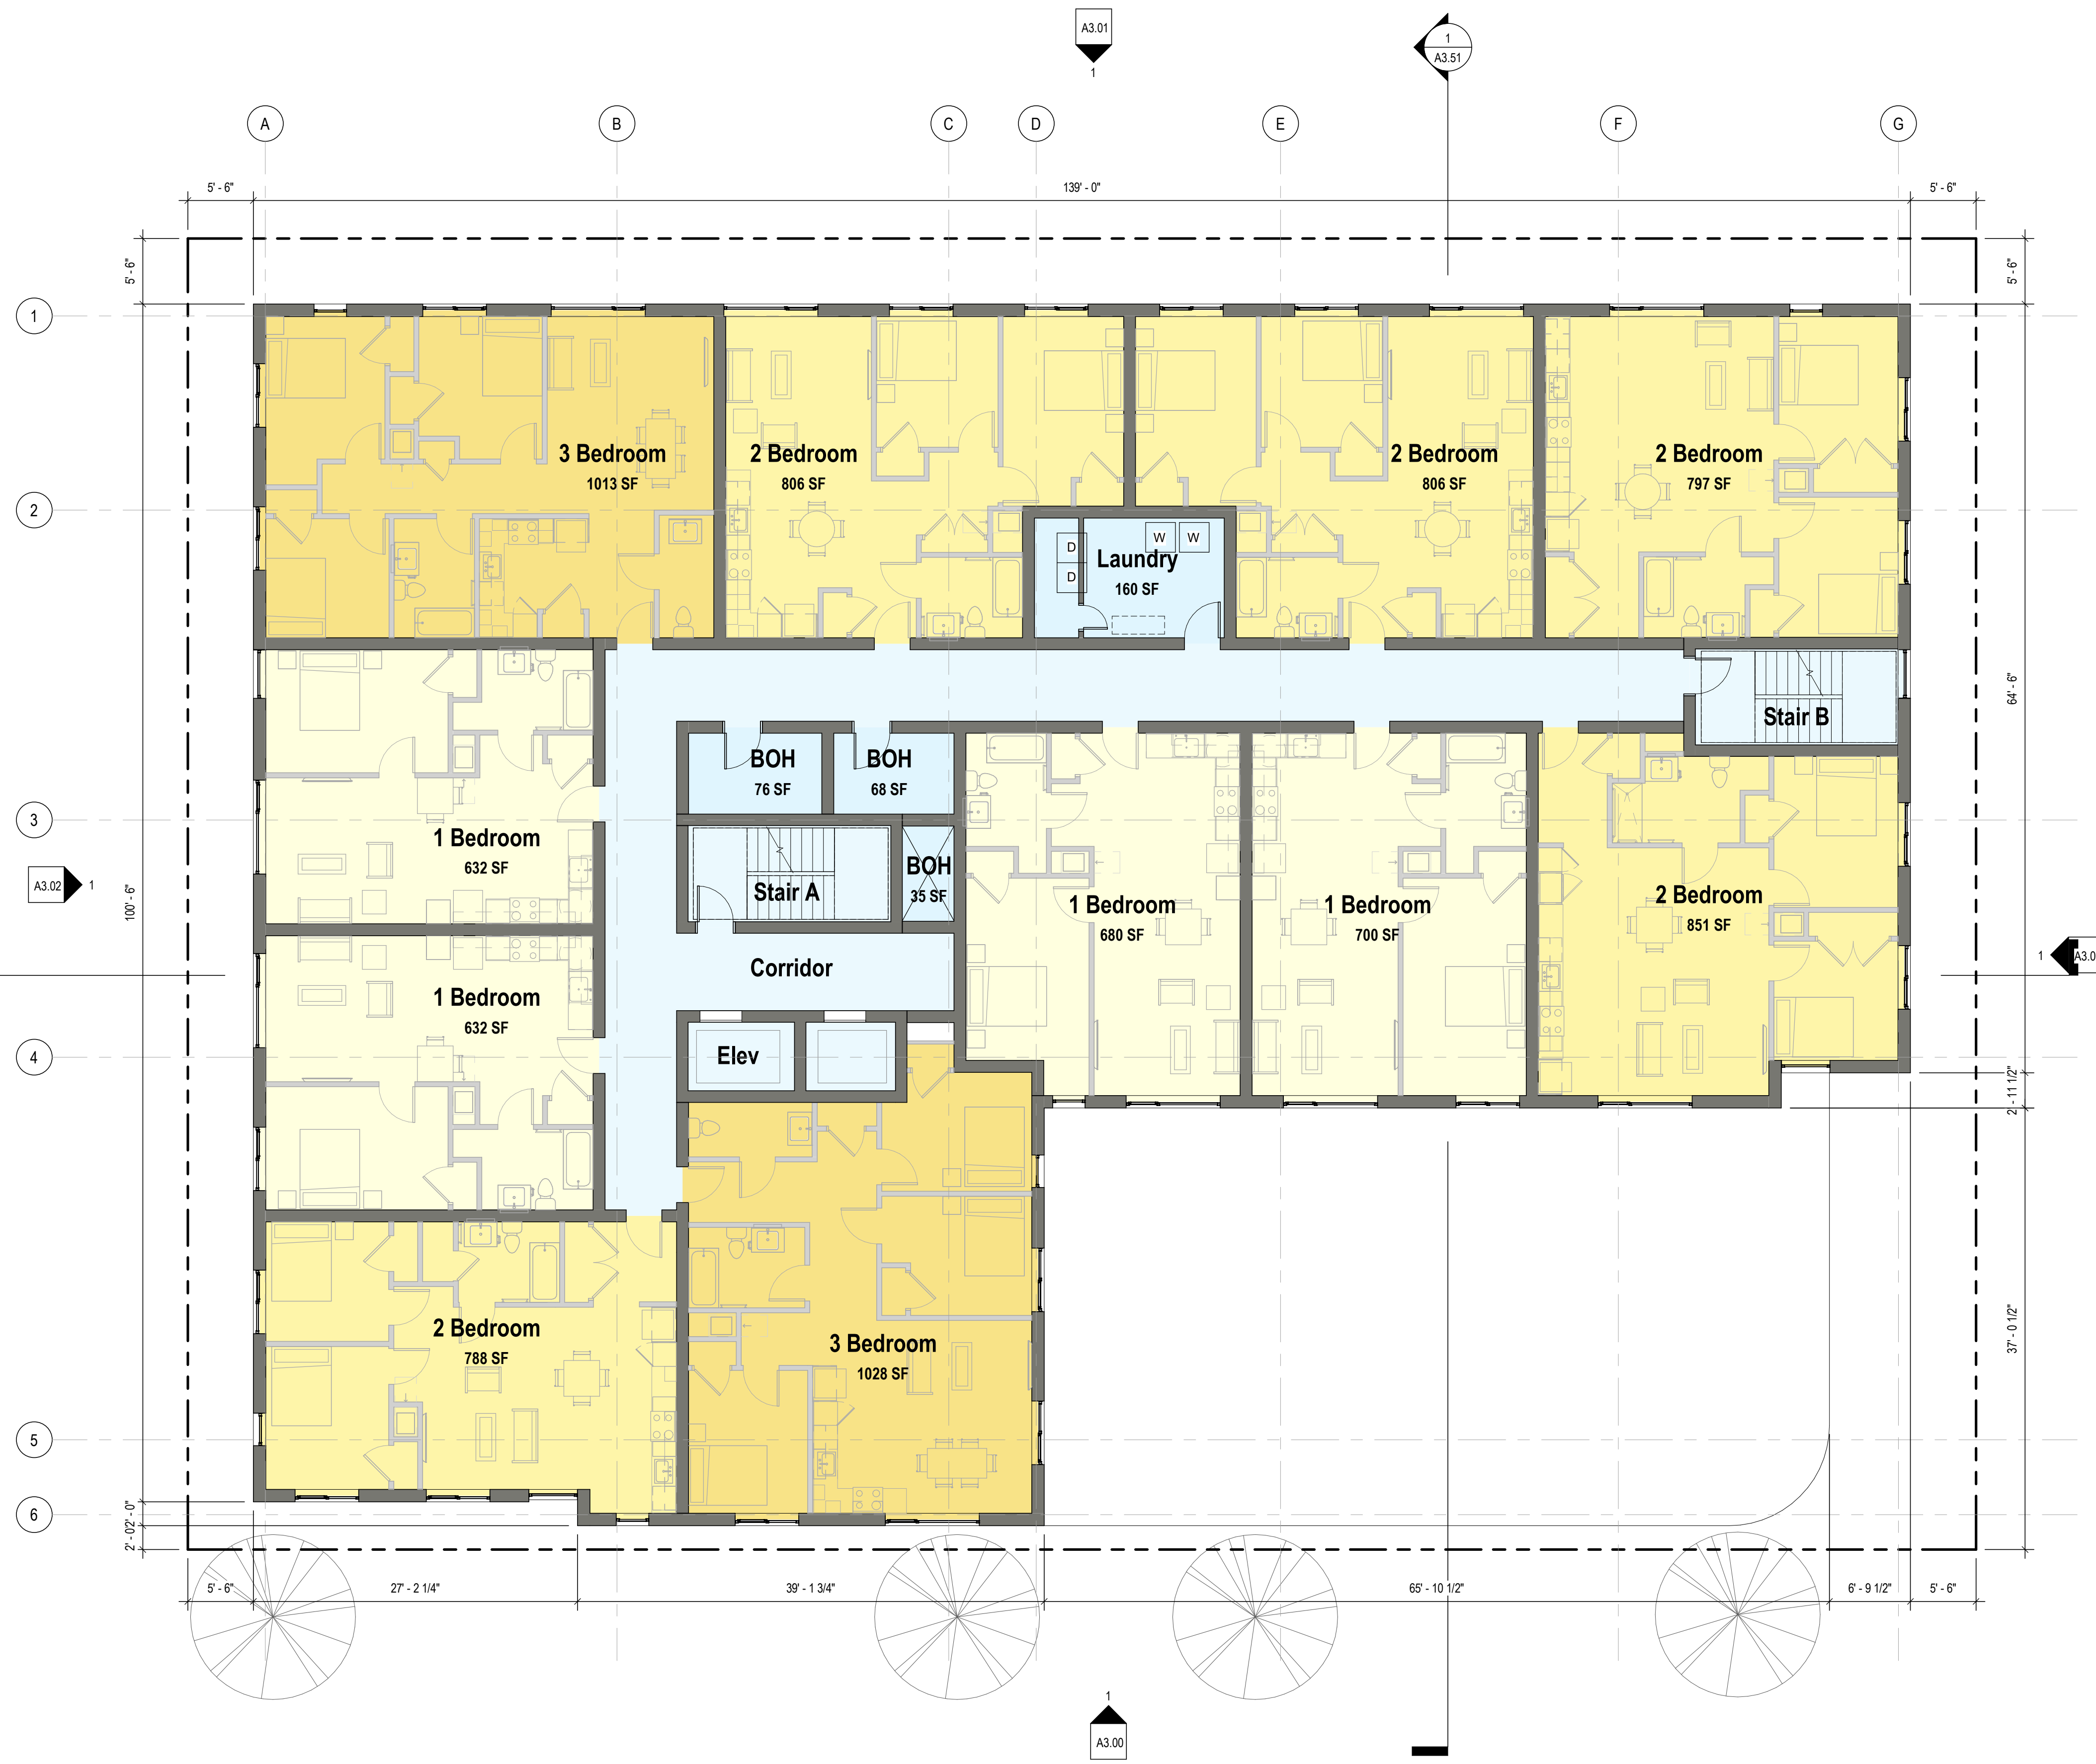 A3.01
1
1
A3.51
A
B
C
D
E
F
G
5' - 6"
139' - 0"
5' - 6"
5' - 6"
5' - 6"
1
2
3
4
5
6
3 Bedroom
1013 SF
2 Bedroom
806 SF
2 Bedroom
806 SF
2 Bedroom
797 SF
D
D
W
W
Laundry
160 SF
64' - 6"
Stair B
BOH
76 SF
BOH
68 SF
1 Bedroom
632 SF
BOH
35 SF
Stair A
A3.02
1
100' - 6"
1 Bedroom
680 SF
1 Bedroom
700 SF
2 Bedroom
851 SF
1
A3.0
Corridor
1 Bedroom
632 SF
Elev
2' - 11 1/2"
2 Bedroom
788 SF
3 Bedroom
1028 SF
37' - 0 1/2"
2' - 0"
2' - 0"
5' - 6"
27' - 2 1/4"
39' - 1 3/4"
65' - 10 1/2"
6' - 9 1/2"
5' - 6"
1
A3.00